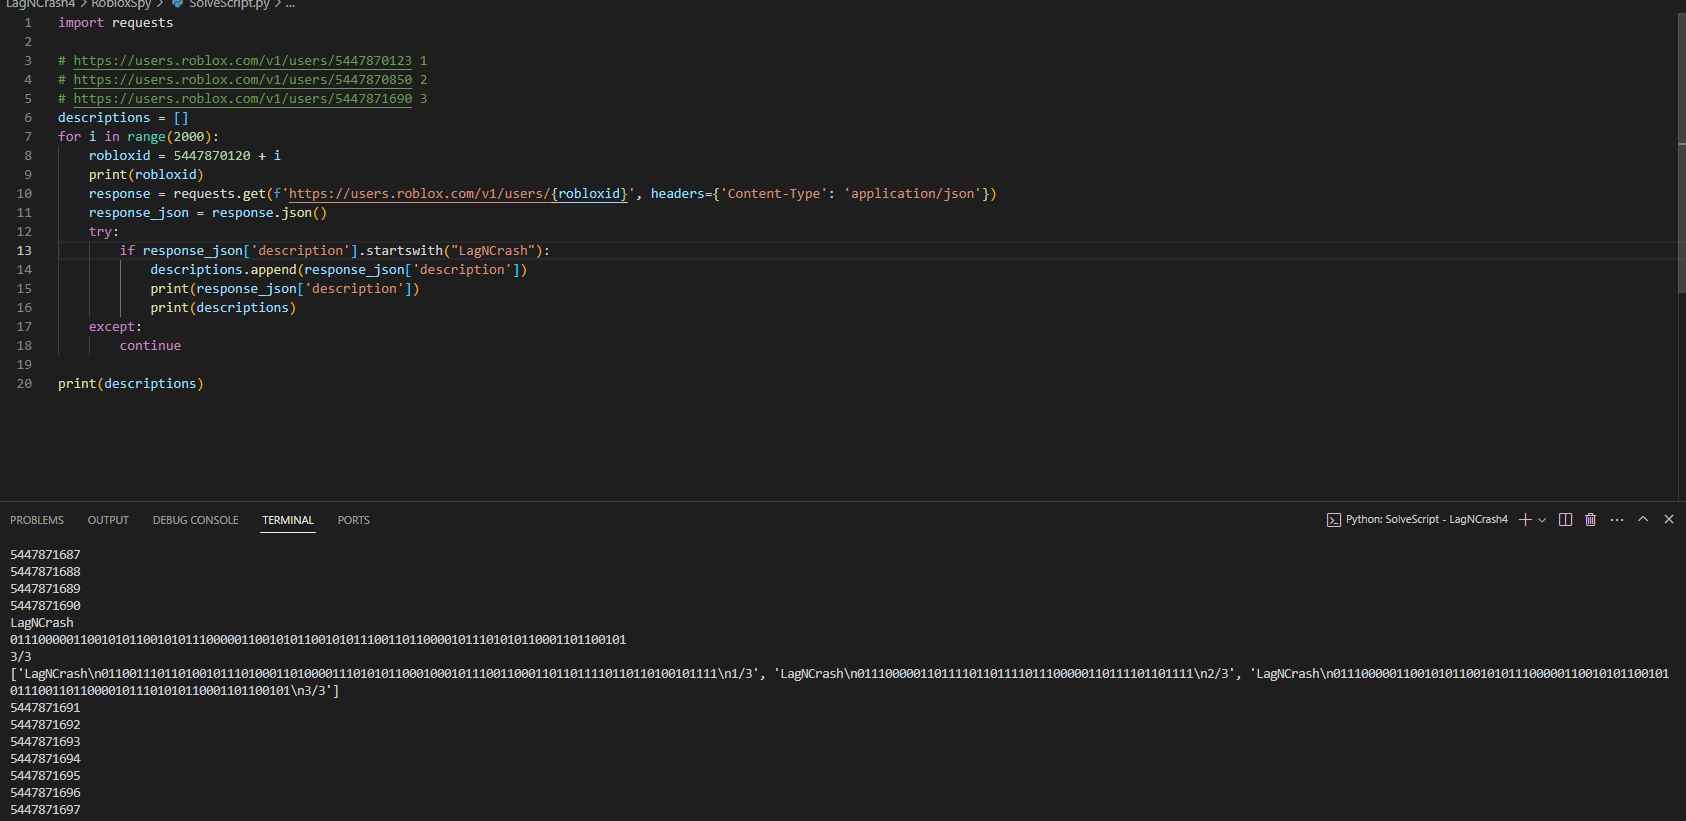 LagNCrash4 > RobloxSpy > SolveScript.py > ...
1 import requests
2
3 # https://users.roblox.com/v1/users/5447870123 1
4 # https://users.roblox.com/v1/users/5447870850 2
5 # https://users.roblox.com/v1/users/5447871690 3
6 descriptions = []
7 for i in range(2000):
8 robloxid = 5447870120 + i
9 print(robloxid)
10 response = requests.get(f'https://users.roblox.com/v1/users/{robloxid}', headers={'Content-Type': 'application/json'})
11 response_json = response.json()
12 try:
13 if response_json['description'].startswith("LagNCrash"):
14 descriptions.append(response_json['description'])
15 print(response_json['description'])
16 print(descriptions)
17 except:
18 continue
19
20 print(descriptions)
PROBLEMS OUTPUT DEBUG CONSOLE TERMINAL PORTS Python: SolveScript - LagNCrash4
5447871687
5447871688
5447871689
5447871690
LagNCrash
0111000001100101011001010111000001100101011001010111001101100001011101010110001101100101
3/3
['LagNCrash\n0110011101101001011101000110100001110101011000100010111001100011011011110110110100101111\n1/3', 'LagNCrash\n011100000110111101101111011100000110111101101111\n2/3', 'LagNCrash\n011100000110010101100101011100000110010101100101
0111001101100001011101010110001101100101\n3/3']
5447871691
5447871692
5447871693
5447871694
5447871695
5447871696
5447871697